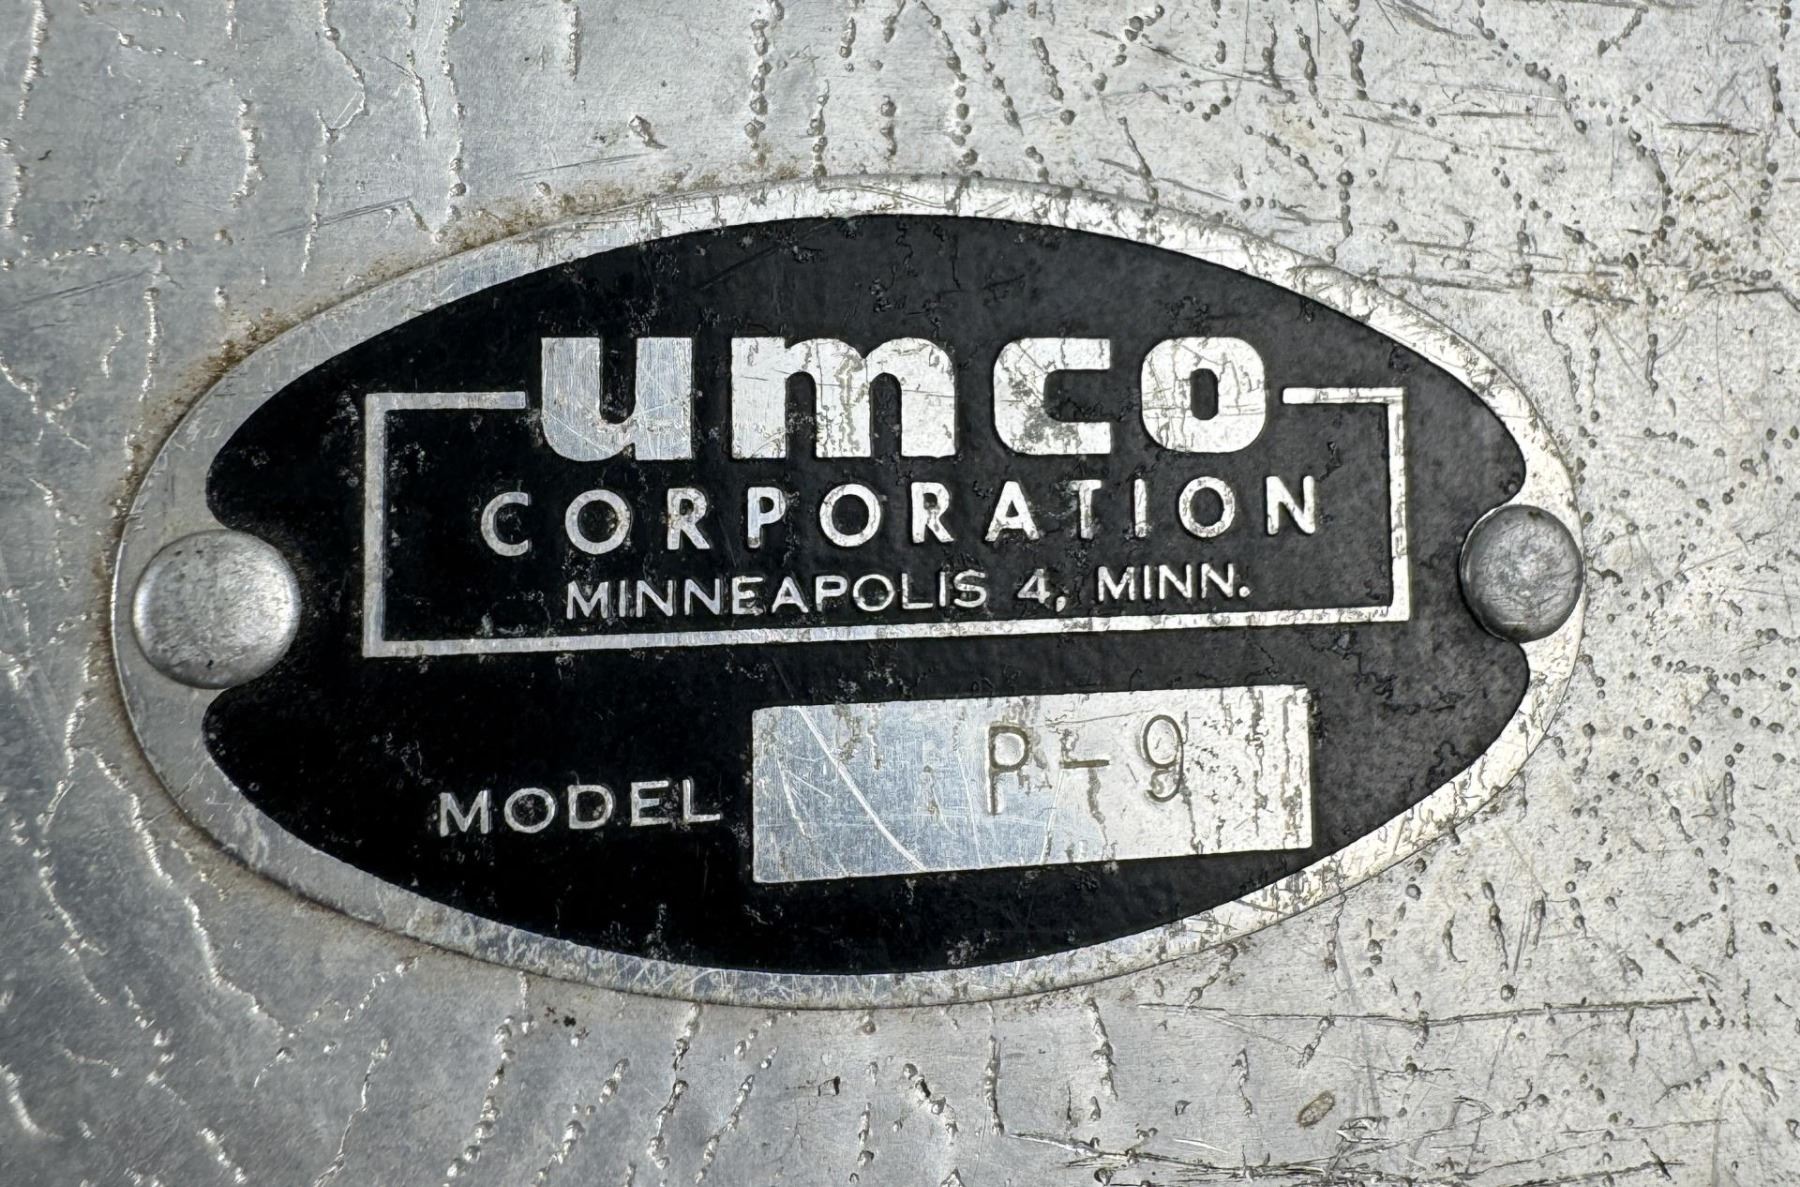 umco
CORPORATION
MINNEAPOLIS 4, MINN.
MODEL P-9